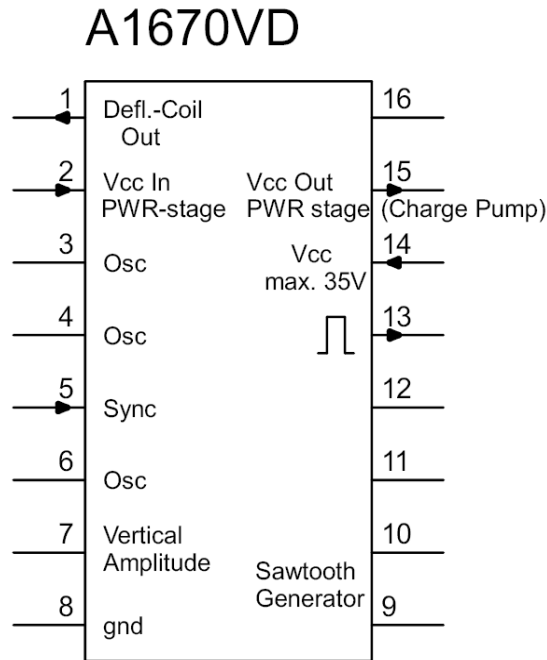 A1670VD
1 Defl.-Coil 16
Out
2 Vcc In Vcc Out 15
PWR-stage PWR stage (Charge Pump)
3 Osc Vcc 14
max. 35V
4 Osc 13
5 Sync 12
6 Osc 11
7 Vertical 10
Amplitude
Sawtooth
8 gnd Generator 9